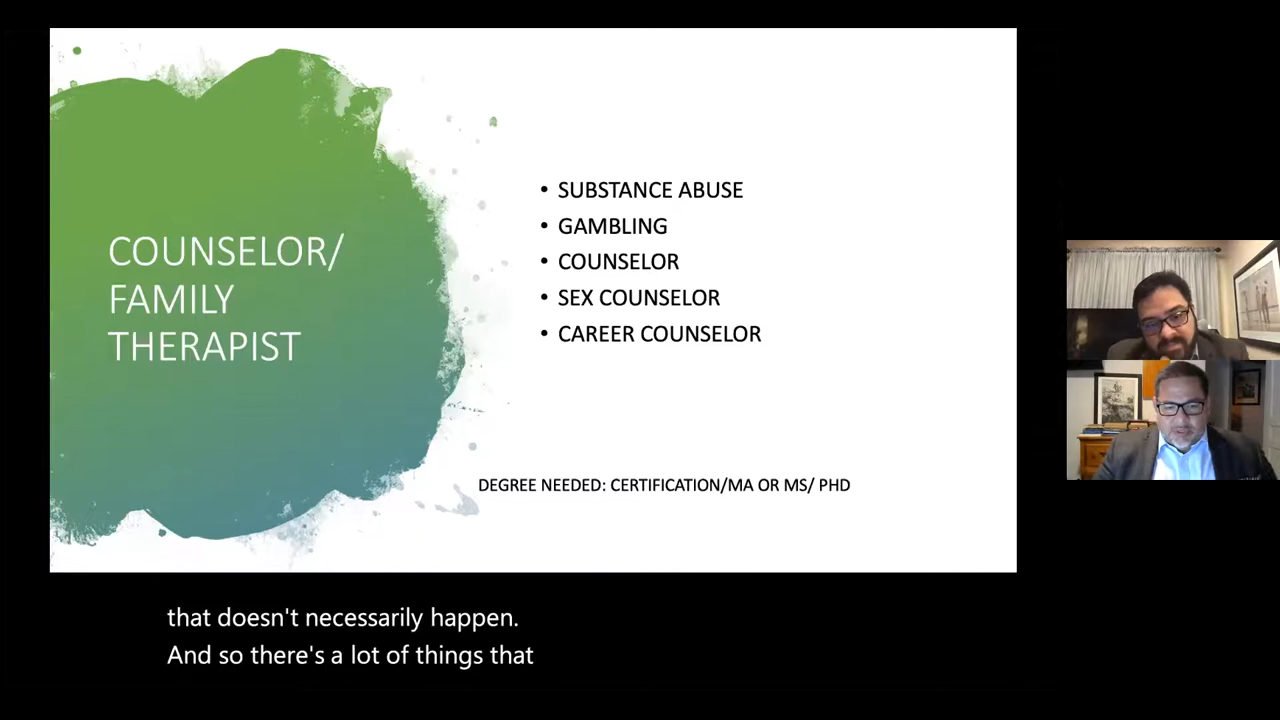 COUNSELOR/
FAMILY
THERAPIST
• SUBSTANCE ABUSE
• GAMBLING
• COUNSELOR
• SEX COUNSELOR
• CAREER COUNSELOR
DEGREE NEEDED: CERTIFICATION/MA OR MS/ PHD
that doesn't necessarily happen.
And so there's a lot of things that